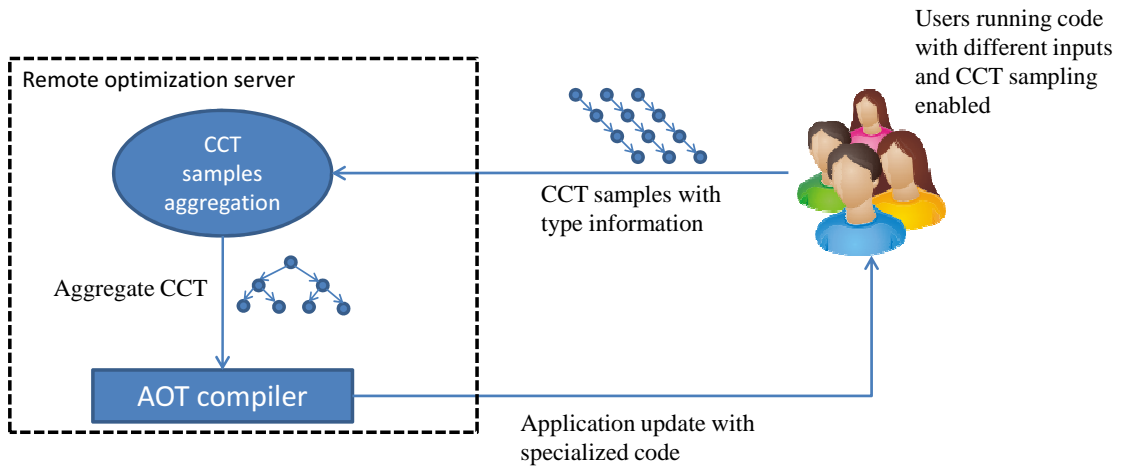 Users running code
with different inputs
and CCT sampling
enabled
Remote optimization server
CCT
samples
aggregation
CCT samples with
type information
Aggregate CCT
AOT compiler
Application update with
specialized code